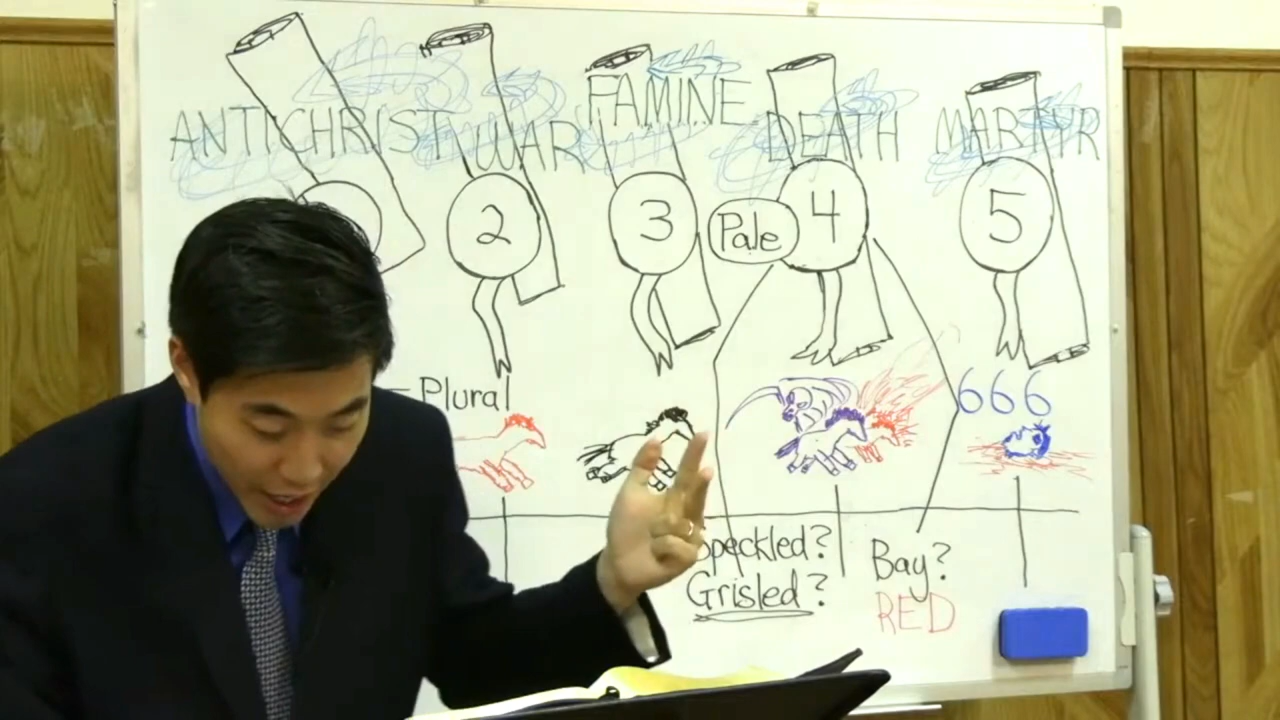 ANTICHRIST WAR FAMINE DEATH MARTYR
2 3 Pale 4 5
Plural
666
Speckled? Bay?
Grisled? RED